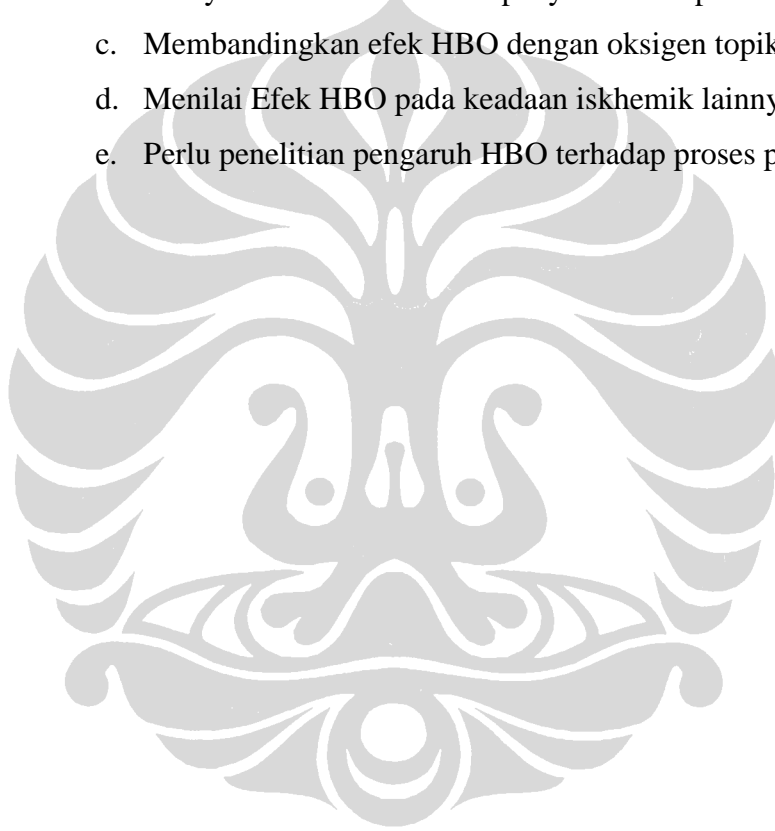 c. Membandingkan efek HBO dengan oksigen topik
d. Menilai Efek HBO pada keadaan iskhemik lainny
e. Perlu penelitian pengaruh HBO terhadap proses p